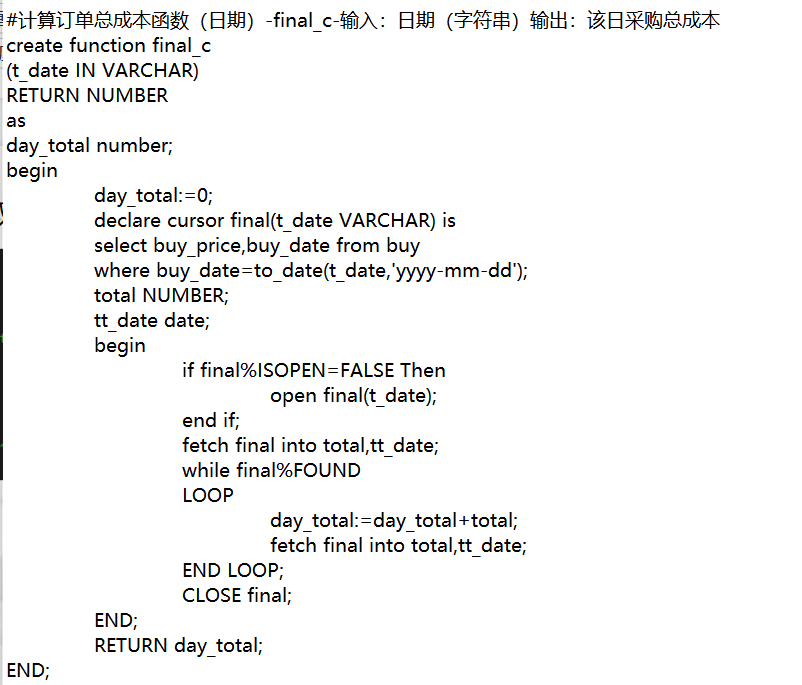 #计算订单总成本函数（日期）-final_c-输入：日期（字符串）输出：该日采购总成本
create function final_c
(t_date IN VARCHAR)
RETURN NUMBER
as
day_total number;
begin
day_total:=0;
declare cursor final(t_date VARCHAR) is
select buy_price,buy_date from buy
where buy_date=to_date(t_date,'yyyy-mm-dd');
total NUMBER;
tt_date date;
begin
if final%ISOPEN=FALSE Then
open final(t_date);
end if;
fetch final into total,tt_date;
while final%FOUND
LOOP
day_total:=day_total+total;
fetch final into total,tt_date;
END LOOP;
CLOSE final;
END;
RETURN day_total;
END;